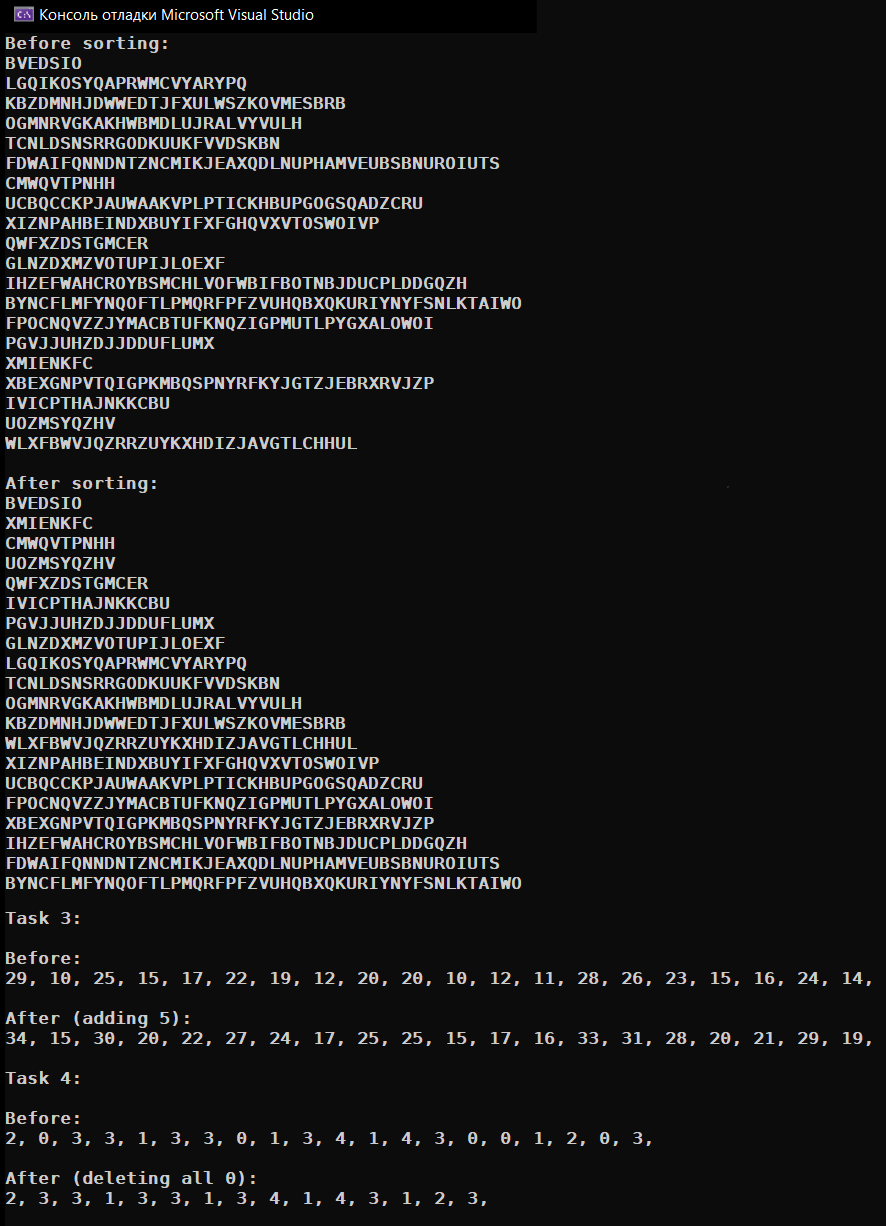 Консоль отладки Microsoft Visual Studio
Before sorting:
BVEDSIO
LGQIKOSYQAPRWMCVYARYPQ
KBZDMNHJDWWEDTJFXULWSZKOVMESBRB
OGMNRVGKAKHWBMDLUJRALVYVULH
TCNLDSNSRRGODKUUKFVVDSKBN
FDWAIFQNNDNTZNCMIKJEAXQDLNUPHAMVEUBSBNUROIUTS
CMWQVTPNHH
UCBQCCKPJAUWAAKVPLPTICKHBUPGOGSQADZCRU
XIZNPAHBEINDXBUYIFXFGHQVXVTOSWOIVP
QWFXZDSTGMCER
GLNZDXMZVOTUPIJLOEXF
IHZEFWAHCROYBSMCHLVOFWBIFBOTNBJDUCPLDDGQZH
BYNCFLMFYNQOFTLPMQRFPFZVUHQBXQKURIYNYFSNLKTAIWO
FPOCNQVZZJYMACBTUFKNQZIGPMUTLPYGXALOWOI
PGVJJUHZDJJDDUFLUMX
XMIENKFC
XBEXGNPVTQIGPKMBQSPNYRFKYJGTZJEBRXRVJZP
IVICPTHAJNKKCBU
UOZMSYQZHV
WLXFBWVJQZRRZUYKXHDIZJAVGTLCHHUL
After sorting:
BVEDSIO
XMIENKFC
CMWQVTPNHH
UOZMSYQZHV
QWFXZDSTGMCER
IVICPTHAJNKKCBU
PGVJJUHZDJJDDUFLUMX
GLNZDXMZVOTUPIJLOEXF
LGQIKOSYQAPRWMCVYARYPQ
TCNLDSNSRRGODKUUKFVVDSKBN
OGMNRVGKAKHWBMDLUJRALVYVULH
KBZDMNHJDWWEDTJFXULWSZKOVMESBRB
WLXFBWVJQZRRZUYKXHDIZJAVGTLCHHUL
XIZNPAHBEINDXBUYIFXFGHQVXVTOSWOIVP
UCBQCCKPJAUWAAKVPLPTICKHBUPGOGSQADZCRU
FPOCNQVZZJYMACBTUFKNQZIGPMUTLPYGXALOWOI
XBEXGNPVTQIGPKMBQSPNYRFKYJGTZJEBRXRVJZP
IHZEFWAHCROYBSMCHLVOFWBIFBOTNBJDUCPLDDGQZH
FDWAIFQNNDNTZNCMIKJEAXQDLNUPHAMVEUBSBNUROIUTS
BYNCFLMFYNQOFTLPMQRFPFZVUHQBXQKURIYNYFSNLKTAIWO
Task 3:
Before:
29, 10, 25, 15, 17, 22, 19, 12, 20, 20, 10, 12, 11, 28, 26, 23, 15, 16, 24, 14,
After (adding 5):
34, 15, 30, 20, 22, 27, 24, 17, 25, 25, 15, 17, 16, 33, 31, 28, 20, 21, 29, 19,
Task 4:
Before:
2, 0, 3, 3, 1, 3, 3, 0, 1, 3, 4, 1, 4, 3, 0, 0, 1, 2, 0, 3,
After (deleting all 0):
2, 3, 3, 1, 3, 3, 1, 3, 4, 1, 4, 3, 1, 2, 3,